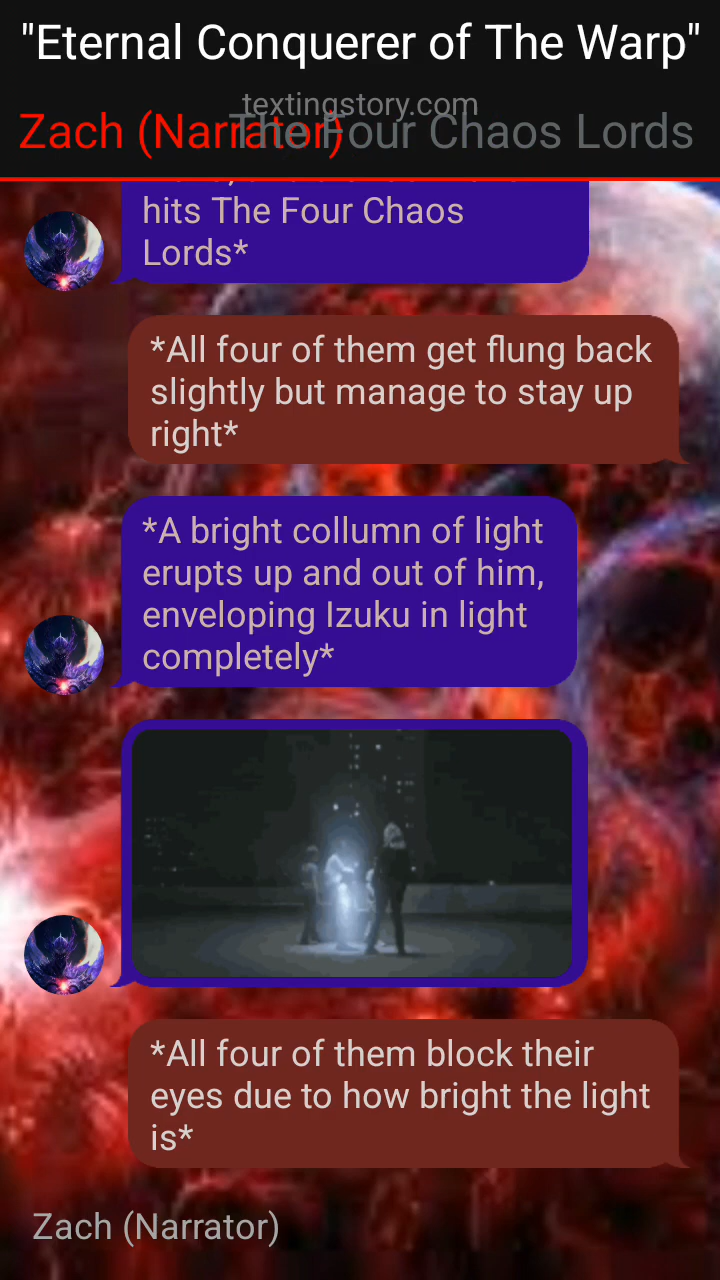 "Eternal Conquerer of The Warp"
textingstory.com
Zach (Narrator)
The Four Chaos Lords
hits The Four Chaos
Lords*
*All four of them get flung back
slightly but manage to stay up
right*
*A bright collumn of light
erupts up and out of him,
enveloping Izuku in light
completely*
*All four of them block their
eyes due to how bright the light
is*
Zach (Narrator)